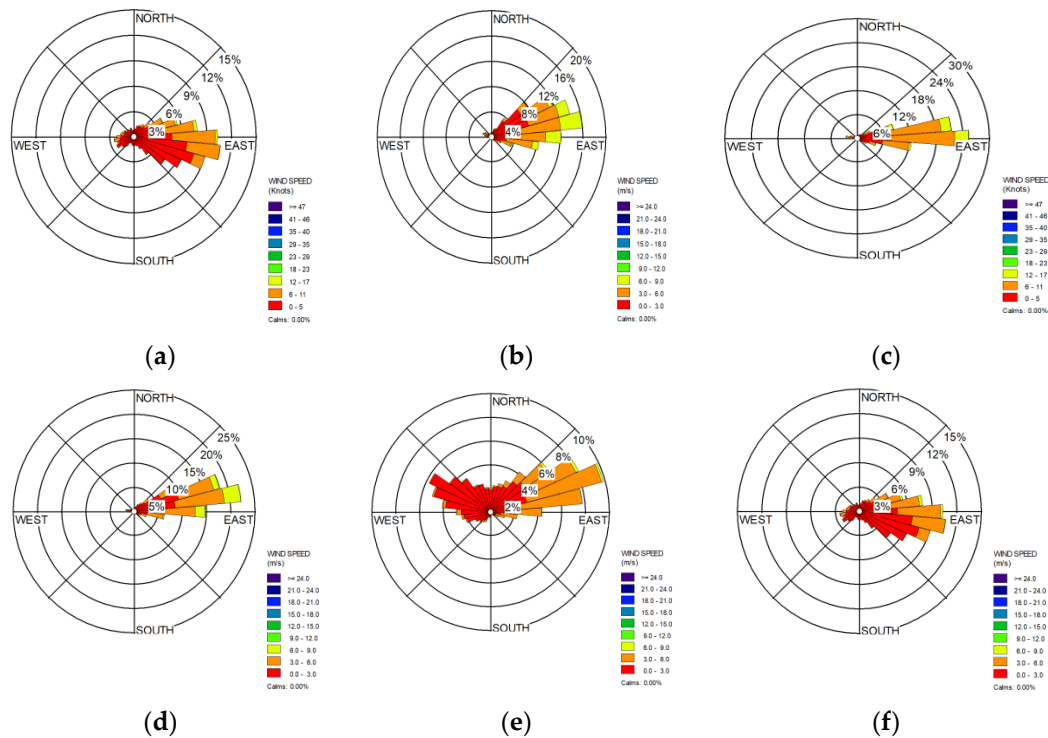 NORTH
15%
12%
9%
6%
3%
WEST
EAST
SOUTH
WIND SPEED
(Knots)
>= 47
41 - 46
35 - 40
29 - 35
23 - 29
18 - 23
12 - 17
6 - 11
0 - 5
Calms: 0.00%
(a)
NORTH
20%
16%
12%
8%
4%
WEST
EAST
SOUTH
WIND SPEED
(m/s)
>= 24.0
21.0 - 24.0
18.0 - 21.0
15.0 - 18.0
12.0 - 15.0
9.0 - 12.0
6.0 - 9.0
3.0 - 6.0
0.0 - 3.0
Calms: 0.00%
(b)
NORTH
30%
24%
18%
12%
6%
WEST
EAST
SOUTH
WIND SPEED
(Knots)
>= 47
41 - 46
35 - 40
29 - 35
23 - 29
18 - 23
12 - 17
6 - 11
0 - 5
Calms: 0.00%
(c)
NORTH
25%
20%
15%
10%
5%
WEST
EAST
SOUTH
WIND SPEED
(m/s)
>= 24.0
21.0 - 24.0
18.0 - 21.0
15.0 - 18.0
12.0 - 15.0
9.0 - 12.0
6.0 - 9.0
3.0 - 6.0
0.0 - 3.0
Calms: 0.00%
(d)
NORTH
10%
8%
6%
4%
2%
WEST
EAST
SOUTH
WIND SPEED
(m/s)
>= 24.0
21.0 - 24.0
18.0 - 21.0
15.0 - 18.0
12.0 - 15.0
9.0 - 12.0
6.0 - 9.0
3.0 - 6.0
0.0 - 3.0
Calms: 0.00%
(e)
NORTH
15%
12%
9%
6%
3%
WEST
EAST
SOUTH
WIND SPEED
(m/s)
>= 24.0
21.0 - 24.0
18.0 - 21.0
15.0 - 18.0
12.0 - 15.0
9.0 - 12.0
6.0 - 9.0
3.0 - 6.0
0.0 - 3.0
Calms: 0.00%
(f)